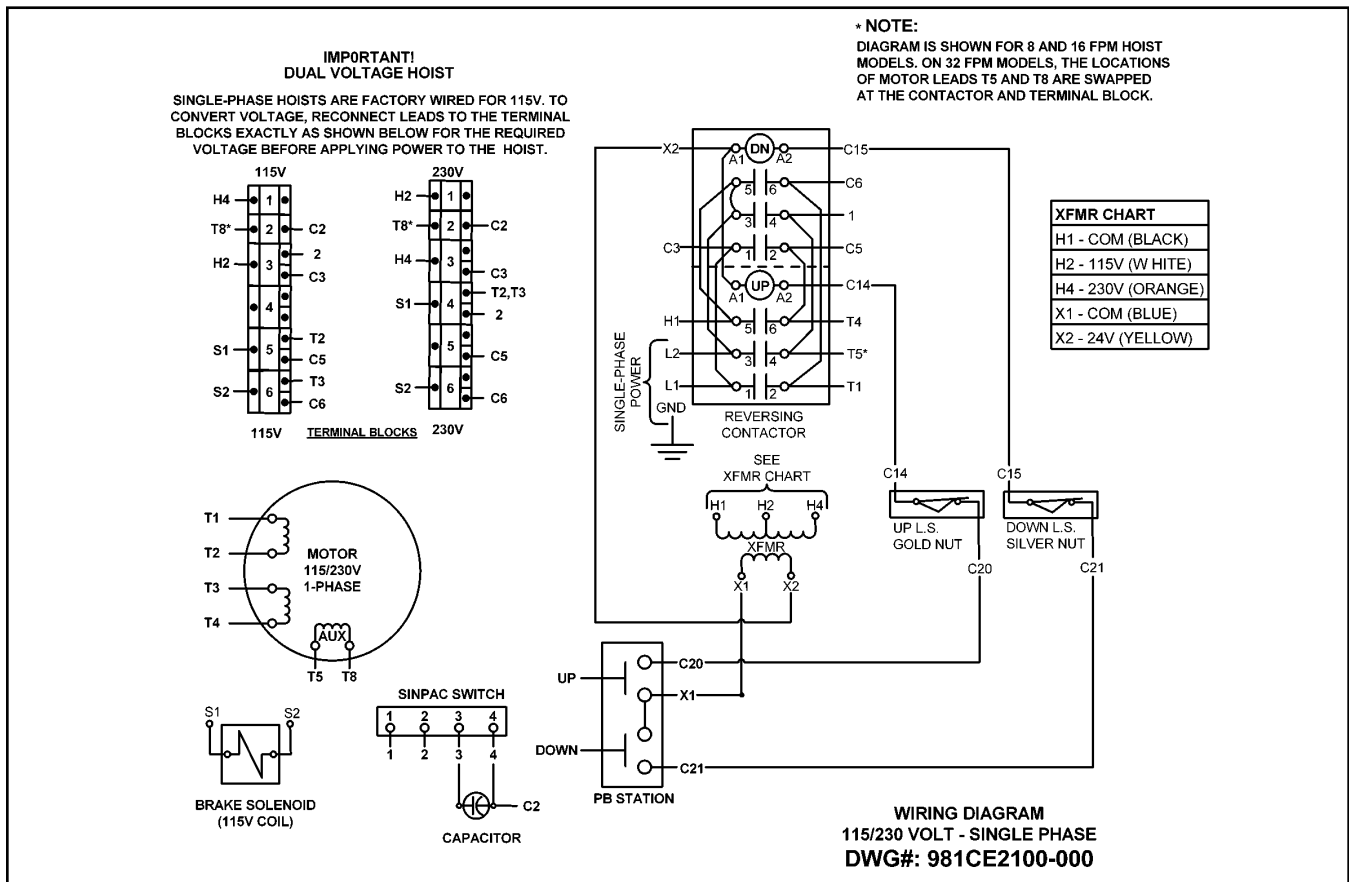 * NOTE:
DIAGRAM IS SHOWN FOR 8 AND 16 FPM HOIST
MODELS. ON 32 FPM MODELS, THE LOCATIONS
OF MOTOR LEADS T5 AND T8 ARE SWAPPED
AT THE CONTACTOR AND TERMINAL BLOCK.
IMP0RTANT!
DUAL VOLTAGE HOIST
SINGLE-PHASE HOISTS ARE FACTORY WIRED FOR 115V. TO
CONVERT VOLTAGE, RECONNECT LEADS TO THE TERMINAL
BLOCKS EXACTLY AS SHOWN BELOW FOR THE REQUIRED
VOLTAGE BEFORE APPLYING POWER TO THE HOIST.
115V
H4 1
T8* 2 C2
2
H2 3
C3
4
T2
S1 5
C5
T3
S2 6
C6
115V
230V
H2 1
T8* 2 C2
H4 3
C3
T2,T3
S1 4
2
5
C5
S2 6
C6
230V
TERMINAL BLOCKS
X2 A1 DN A2 C15
5 6 C6
3 4 1
C3 1 2 C5
A1 UP A2 C14
H1 5 6 T4
L2 3 4 T5*
L1 1 2 T1
SINGLE-PHASE
POWER
GND
REVERSING
CONTACTOR
XFMR CHART
H1 - COM (BLACK)
H2 - 115V (W HITE)
H4 - 230V (ORANGE)
X1 - COM (BLUE)
X2 - 24V (YELLOW)
SEE
XFMR CHART
H1 H2 H4
XFMR
X1 X2
C14
UP L.S.
GOLD NUT
C20
C15
DOWN L.S.
SILVER NUT
C21
T1
T2
T3
T4
MOTOR
115/230V
1-PHASE
AUX
T5 T8
S1 S2
BRAKE SOLENOID
(115V COIL)
SINPAC SWITCH
1 2 3 4
1 2 3 4
C2
CAPACITOR
UP
C20
X1
DOWN
C21
PB STATION
WIRING DIAGRAM
115/230 VOLT - SINGLE PHASE
DWG#: 981CE2100-000